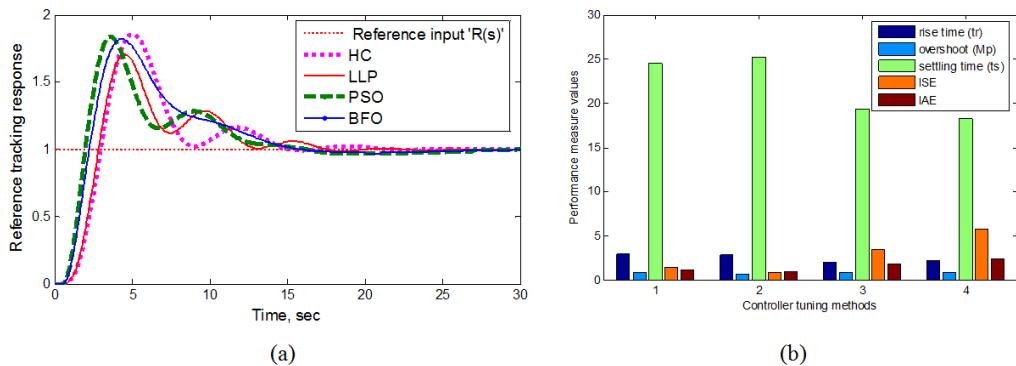 2
1.5
1
0.5
0
0 5 10 15 20 25 30
Reference tracking response
Time, sec
Reference input 'R(s)'
HC
LLP
PSO
BFO
(a)
30
25
20
15
10
5
0
1 2 3 4
Performance measure values
Controller tuning methods
rise time (tr)
overshoot (Mp)
settling time (ts)
ISE
IAE
(b)